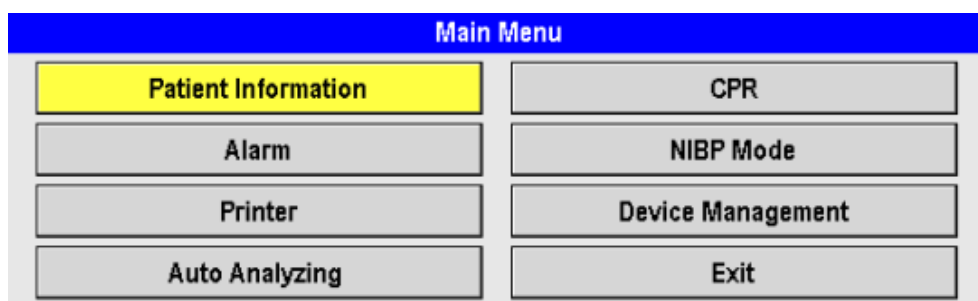 Main Menu
Patient Information
CPR
Alarm
NIBP Mode
Printer
Device Management
Auto Analyzing
Exit